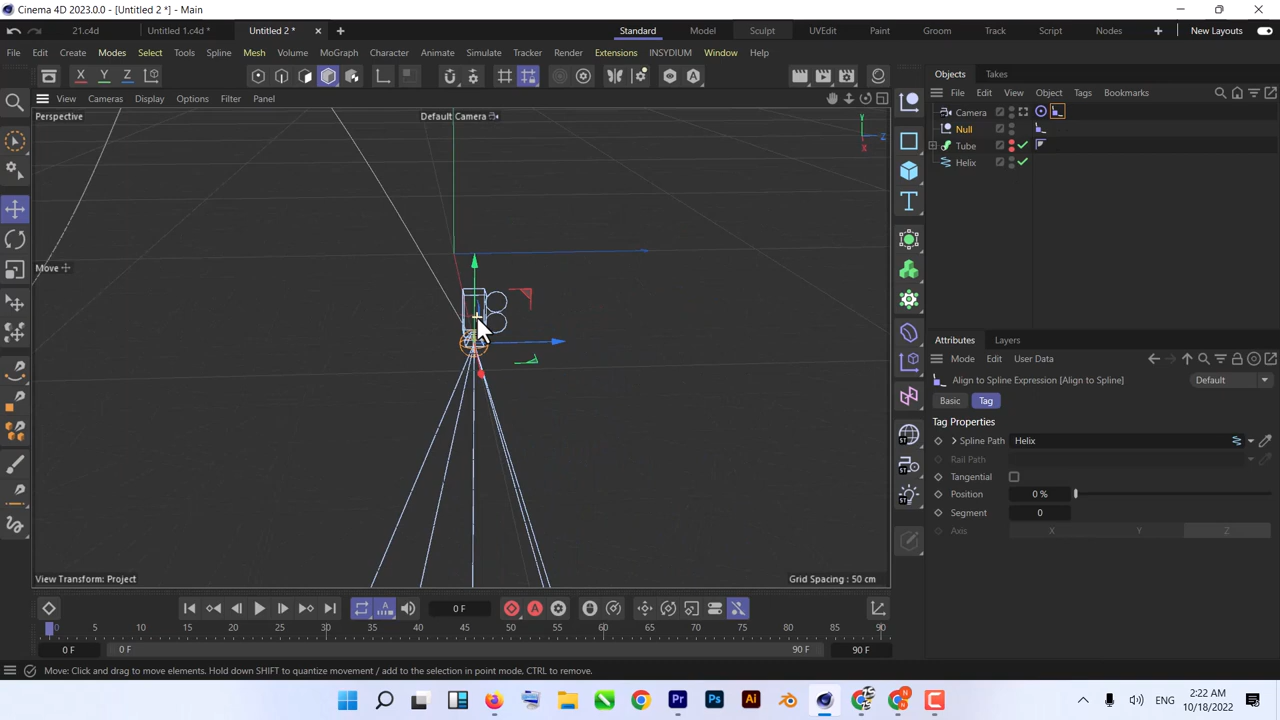 Cinema 4D 2023.0.0 - [Untitled 2 *] - Main
21.c4d Untitled 1.c4d * Untitled 2 * Standard Model Sculpt UVEdit Paint Groom Track Script Nodes New Layouts
File Edit Create Modes Select Tools Spline Mesh Volume MoGraph Character Animate Simulate Tracker Render Extensions INSYDIUM Window Help
X Y Z
Objects Takes
View Cameras Display Options Filter Panel
File Edit View Object Tags Bookmarks
Perspective Default Camera
Camera
Null
Tube
Helix
Y
Z
X
Move
Attributes Layers
Mode Edit User Data
Align to Spline Expression [Align to Spline] Default
Basic Tag
Tag Properties
Spline Path Helix
Rail Path
Tangential
Position 0 %
Segment 0
Axis X Y Z
View Transform: Project Grid Spacing : 50 cm
0 F
0 5 10 15 20 25 30 35 40 45 50 55 60 65 70 75 80 85 90
0 F 0 F 90 F 90 F
Move: Click and drag to move elements. Hold down SHIFT to quantize movement / add to the selection in point mode, CTRL to remove.
ENG 2:22 AM
10/18/2022